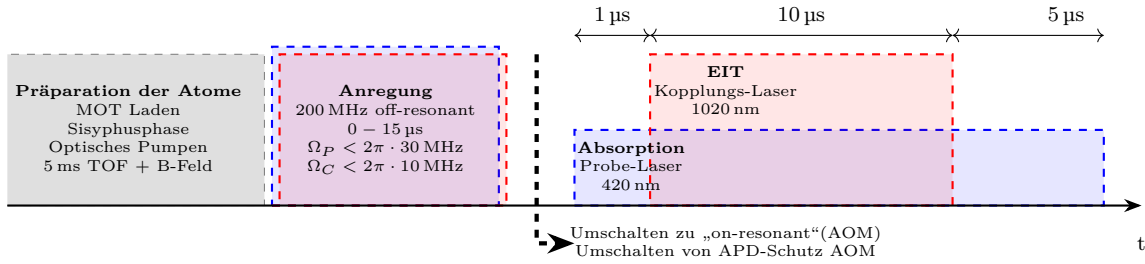 1 µs
10 µs
5 µs
Präparation der Atome
MOT Laden
Sisyphusphase
Optisches Pumpen
5 ms TOF + B-Feld
Anregung
200 MHz off-resonant
0 – 15 µs
Ω_P < 2π · 30 MHz
Ω_C < 2π · 10 MHz
EIT
Kopplungs-Laser
1020 nm
Absorption
Probe-Laser
420 nm
Umschalten zu „on-resonant“(AOM)
Umschalten von APD-Schutz AOM
t